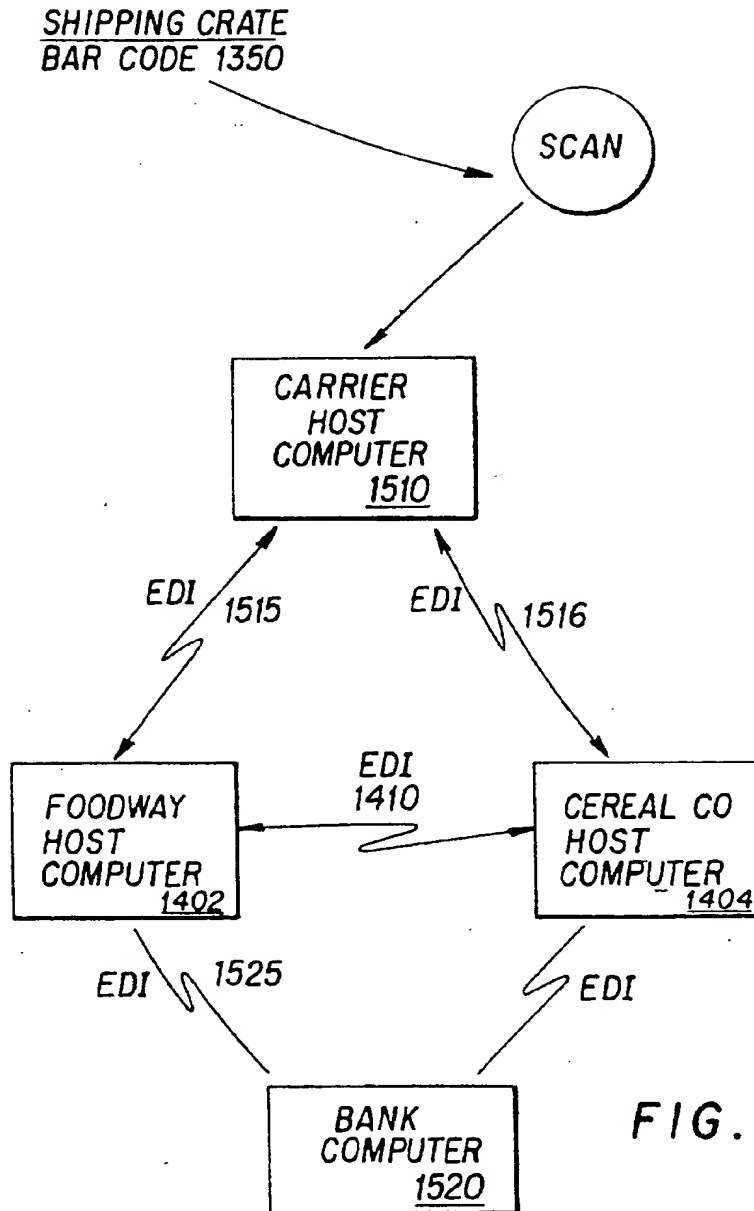 SHIPPING CRATE
BAR CODE 1350
SCAN
CARRIER
HOST
COMPUTER
1510
EDI
1515
EDI
1516
EDI
1410
FOODWAY
HOST
COMPUTER
1402
CEREAL CO
HOST
COMPUTER
1404
EDI
1525
EDI
BANK
COMPUTER
1520
FIG.